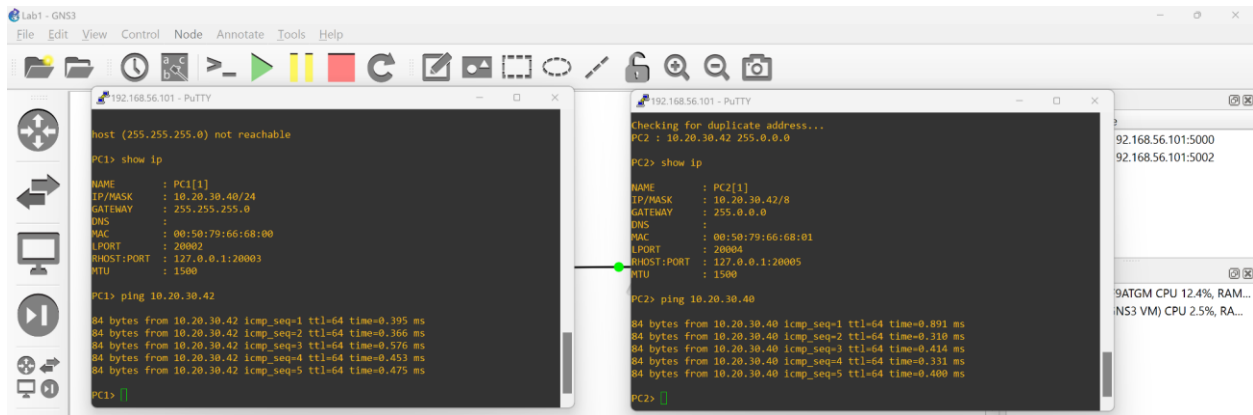 Lab1 - GNS3
File Edit View Control Node Annotate Tools Help
192.168.56.101 - PuTTY
host (255.255.255.0) not reachable
PC1> show ip
NAME : PC1[1]
IP/MASK : 10.20.30.40/24
GATEWAY : 255.255.255.0
DNS :
MAC : 00:50:79:66:68:00
LPORT : 20002
RHOST:PORT : 127.0.0.1:20003
MTU : 1500
PC1> ping 10.20.30.42
84 bytes from 10.20.30.42 icmp_seq=1 ttl=64 time=0.395 ms
84 bytes from 10.20.30.42 icmp_seq=2 ttl=64 time=0.366 ms
84 bytes from 10.20.30.42 icmp_seq=3 ttl=64 time=0.576 ms
84 bytes from 10.20.30.42 icmp_seq=4 ttl=64 time=0.453 ms
84 bytes from 10.20.30.42 icmp_seq=5 ttl=64 time=0.475 ms
PC1>
192.168.56.101 - PuTTY
Checking for duplicate address...
PC2 : 10.20.30.42 255.0.0.0
PC2> show ip
NAME : PC2[1]
IP/MASK : 10.20.30.42/8
GATEWAY : 255.0.0.0
DNS :
MAC : 00:50:79:66:68:01
LPORT : 20004
RHOST:PORT : 127.0.0.1:20005
MTU : 1500
PC2> ping 10.20.30.40
84 bytes from 10.20.30.40 icmp_seq=1 ttl=64 time=0.891 ms
84 bytes from 10.20.30.40 icmp_seq=2 ttl=64 time=0.310 ms
84 bytes from 10.20.30.40 icmp_seq=3 ttl=64 time=0.414 ms
84 bytes from 10.20.30.40 icmp_seq=4 ttl=64 time=0.331 ms
84 bytes from 10.20.30.40 icmp_seq=5 ttl=64 time=0.400 ms
PC2>
92.168.56.101:5000
92.168.56.101:5002
9ATGM CPU 12.4%, RAM...
NS3 VM) CPU 2.5%, RA...